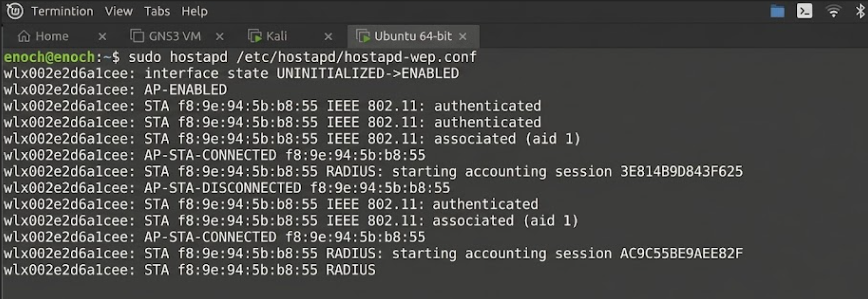 Termintion View Tabs Help
Home × GNS3 VM × Kali × Ubuntu 64-bit ×
enoch@enoch:~$ sudo hostapd /etc/hostapd/hostapd-wep.conf
wlx002e2d6a1cee: interface state UNINITIALIZED->ENABLED
wlx002e2d6a1cee: AP-ENABLED
wlx002e2d6a1cee: STA f8:9e:94:5b:b8:55 IEEE 802.11: authenticated
wlx002e2d6a1cee: STA f8:9e:94:5b:b8:55 IEEE 802.11: authenticated
wlx002e2d6a1cee: STA f8:9e:94:5b:b8:55 IEEE 802.11: associated (aid 1)
wlx002e2d6a1cee: AP-STA-CONNECTED f8:9e:94:5b:b8:55
wlx002e2d6a1cee: STA f8:9e:94:5b:b8:55 RADIUS: starting accounting session 3E814B9D843F625
wlx002e2d6a1cee: AP-STA-DISCONNECTED f8:9e:94:5b:b8:55
wlx002e2d6a1cee: STA f8:9e:94:5b:b8:55 IEEE 802.11: authenticated
wlx002e2d6a1cee: STA f8:9e:94:5b:b8:55 IEEE 802.11: associated (aid 1)
wlx002e2d6a1cee: AP-STA-CONNECTED f8:9e:94:5b:b8:55
wlx002e2d6a1cee: STA f8:9e:94:5b:b8:55 RADIUS: starting accounting session AC9C55BE9AEE82F
wlx002e2d6a1cee: STA f8:9e:94:5b:b8:55 RADIUS